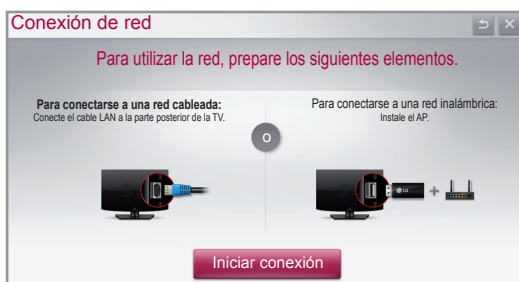 Conexión de red
Para utilizar la red, prepare los siguientes elementos.
Para conectarse a una red cableada:
Conecte el cable LAN a la parte posterior de la TV.
o
Para conectarse a una red inalámbrica:
Instale el AP.
LG
+
Iniciar conexión